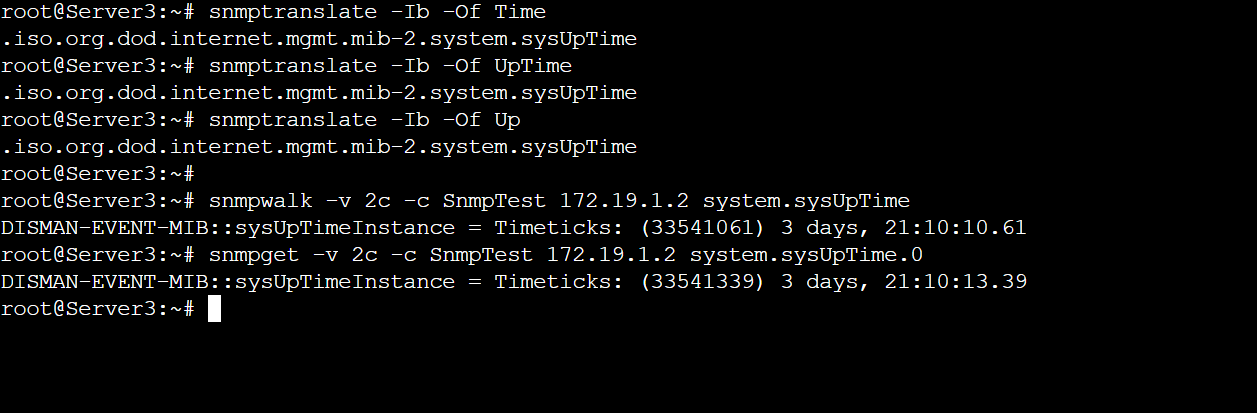 root@Server3:~# snmptranslate -Ib -Of Time
.iso.org.dod.internet.mgmt.mib-2.system.sysUpTime
root@Server3:~# snmptranslate -Ib -Of UpTime
.iso.org.dod.internet.mgmt.mib-2.system.sysUpTime
root@Server3:~# snmptranslate -Ib -Of Up
.iso.org.dod.internet.mgmt.mib-2.system.sysUpTime
root@Server3:~#
root@Server3:~# snmpwalk -v 2c -c SnmpTest 172.19.1.2 system.sysUpTime
DISMAN-EVENT-MIB::sysUpTimeInstance = Timeticks: (33541061) 3 days, 21:10:10.61
root@Server3:~# snmpget -v 2c -c SnmpTest 172.19.1.2 system.sysUpTime.0
DISMAN-EVENT-MIB::sysUpTimeInstance = Timeticks: (33541339) 3 days, 21:10:13.39
root@Server3:~#